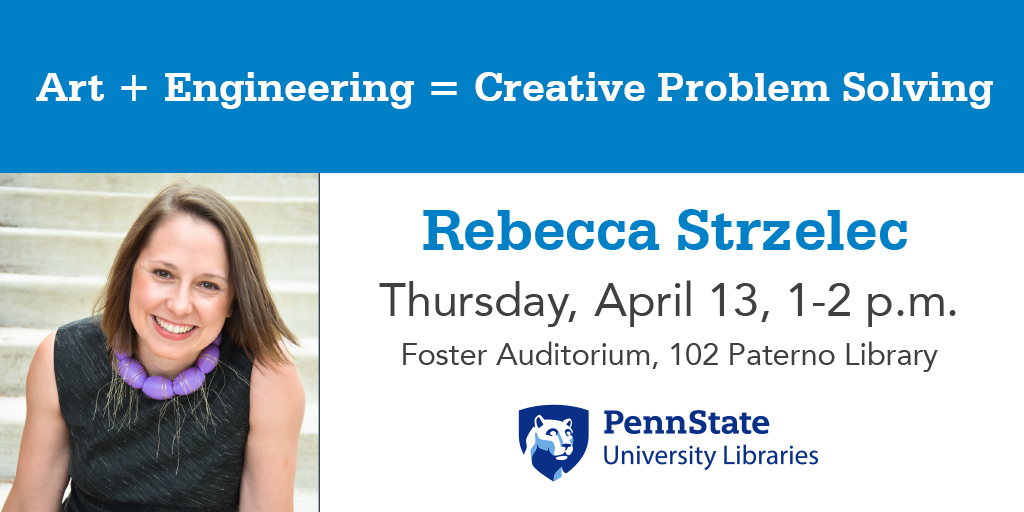 Art + Engineering = Creative Problem Solving
Rebecca Strzelec
Thursday, April 13, 1-2 p.m.
Foster Auditorium, 102 Paterno Library
PennState
University Libraries